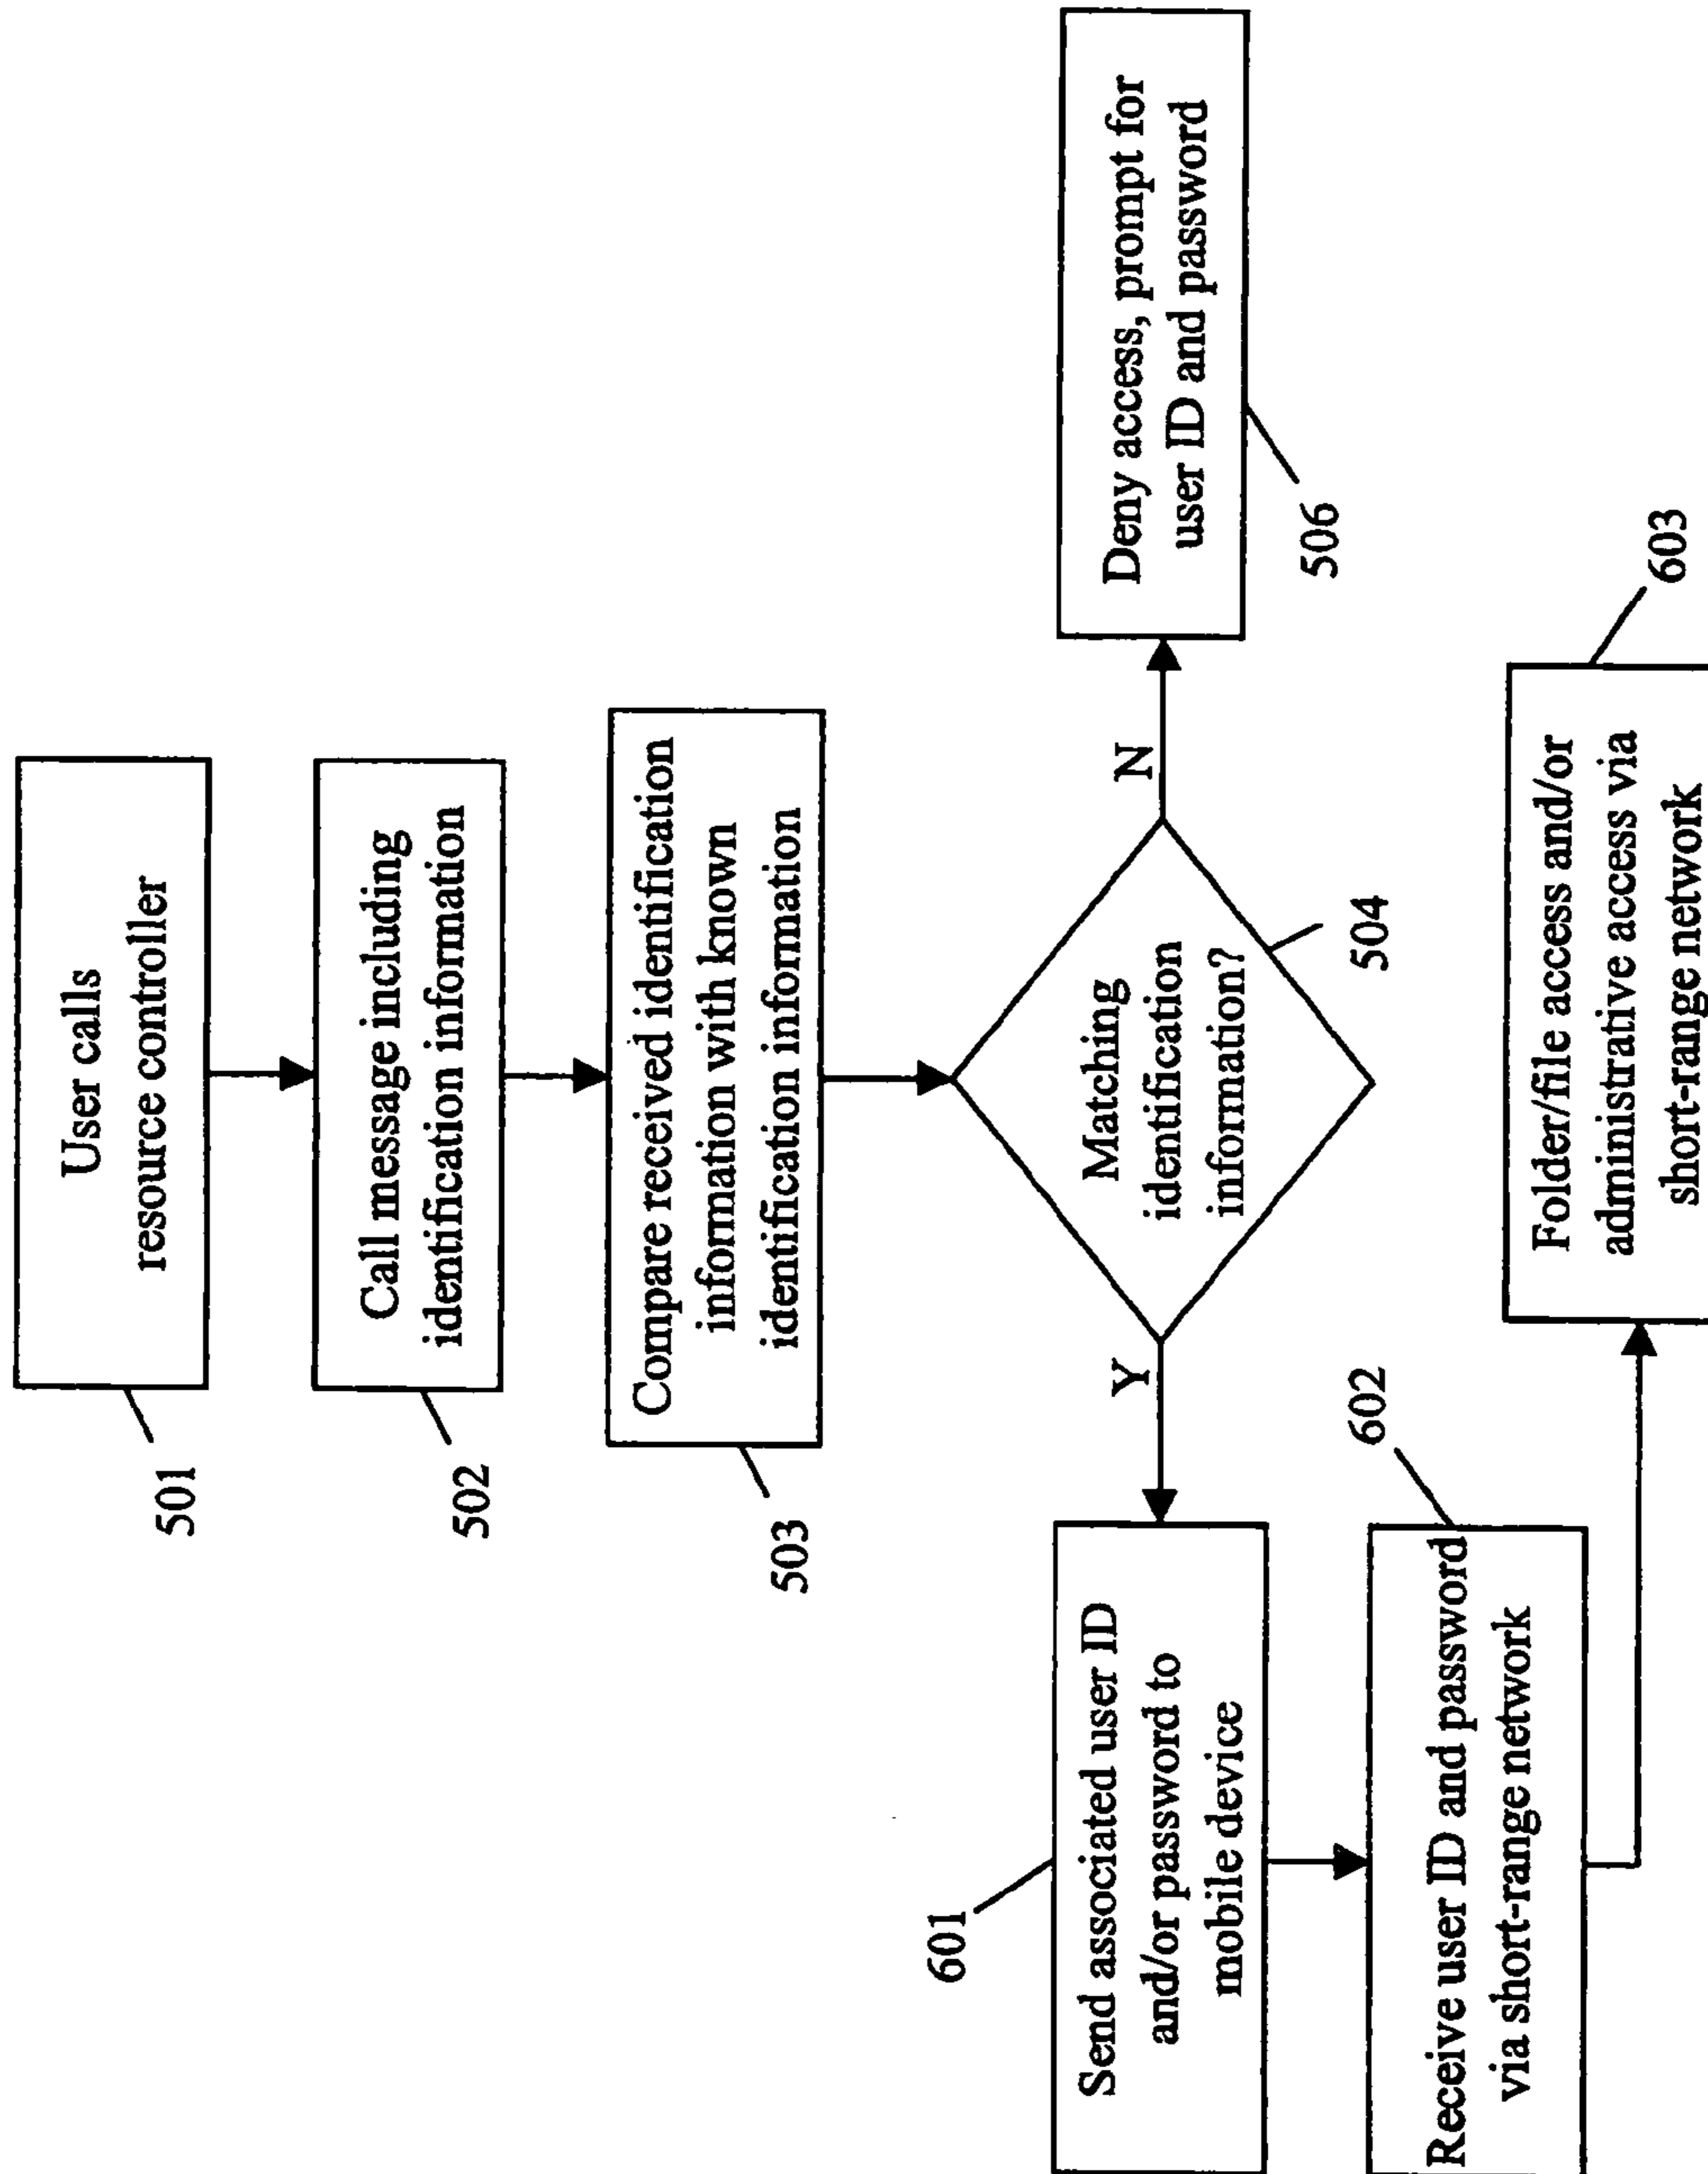 User calls
resource controller
501
Call message including
identification information
502
Compare received identification
information with known
identification information
503
Matching
identification
information?
504
Y
N
Deny access, prompt for
user ID and password
506
Send associated user ID
and/or password to
mobile device
601
Receive user ID and password
via short-range network
602
Folder/file access and/or
administrative access via
short-range network
603